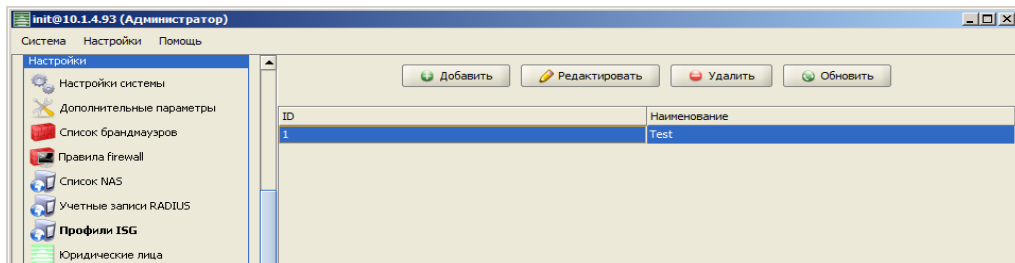 init@10.1.4.93 (Администратор)
Система Настройки Помощь
Настройки
Настройки системы
Дополнительные параметры
Список брандмауэров
Правила firewall
Список NAS
Учетные записи RADIUS
Профили ISG
Юридические лица
Добавить Редактировать Удалить Обновить
ID Наименование
1 Test